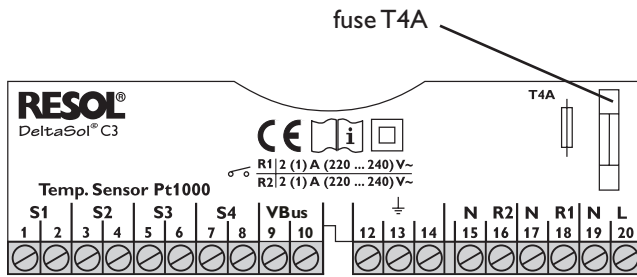 fuse T4A
RESOL®
DeltaSol® C3
T4A
CE i
R1 2 (1) A (220 ... 240) V~
R2 2 (1) A (220 ... 240) V~
Temp. Sensor Pt1000
S1 S2 S3 S4 VBus N R2 N R1 N L
1 2 3 4 5 6 7 8 9 10 12 13 14 15 16 17 18 19 20